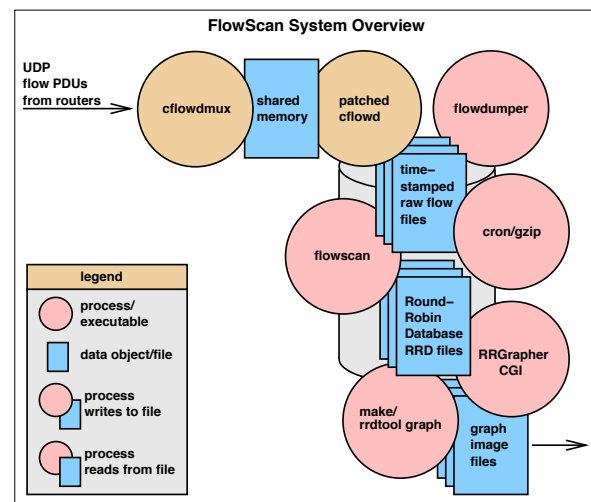 FlowScan System Overview
UDP
flow PDUs
from routers
cflowdmux
shared
memory
patched
cflowd
flowdumper
time–
stamped
raw flow
files
cron/gzip
flowscan
Round–
Robin
Database
RRD files
RRGrapher
CGI
make/
rrdtool graph
graph
image
files
legend
process/
executable
data object/file
process
writes to file
process
reads from file